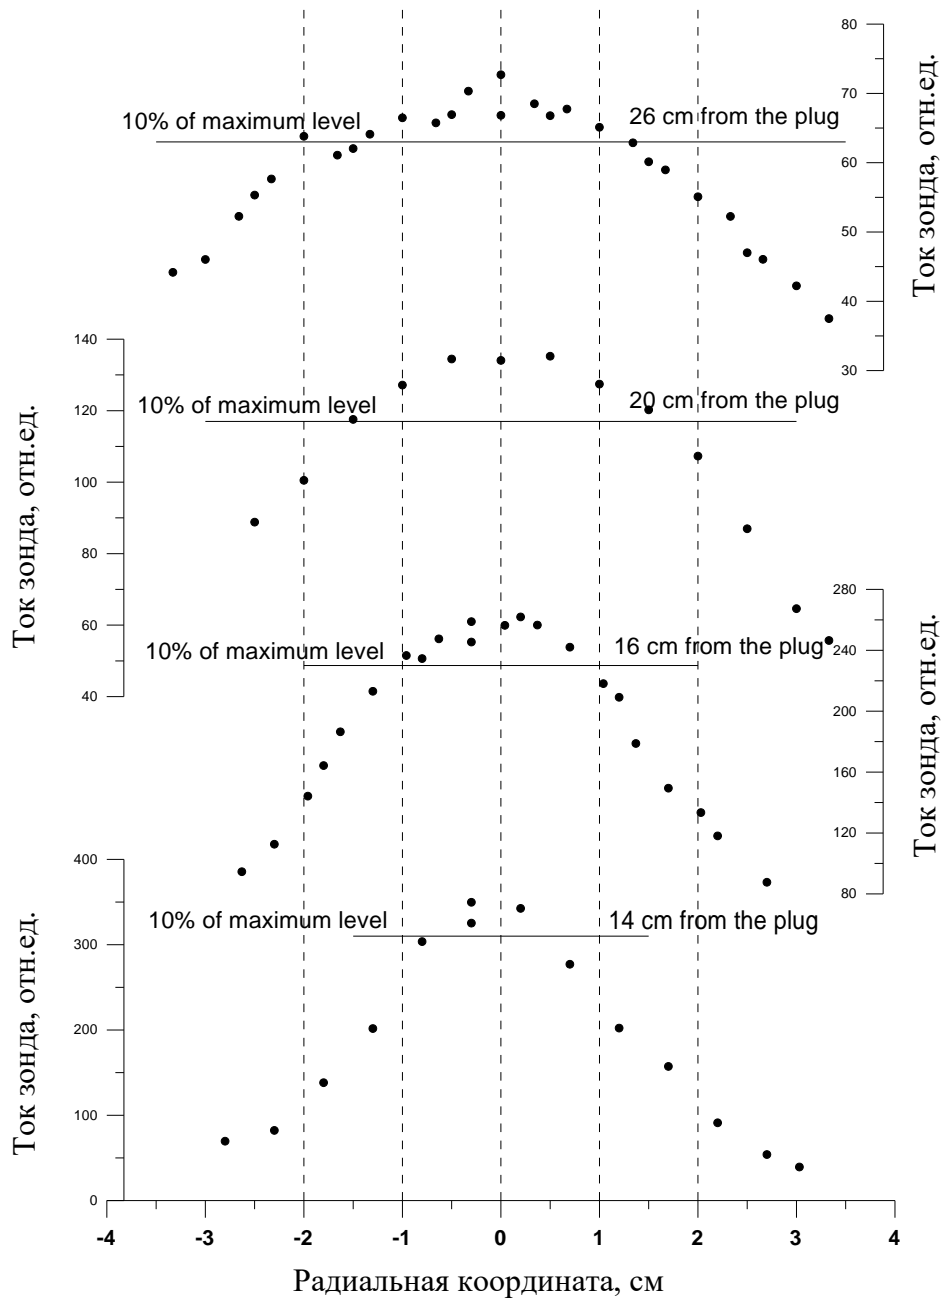 80
70
60
50
40
30
Ток зонда, отн.ед.
10% of maximum level
26 cm from the plug
140
120
100
80
60
40
Ток зонда, отн.ед.
10% of maximum level
20 cm from the plug
280
240
200
160
120
80
Ток зонда, отн.ед.
10% of maximum level
16 cm from the plug
400
300
200
100
0
Ток зонда, отн.ед.
10% of maximum level
14 cm from the plug
-4 -3 -2 -1 0 1 2 3 4
Радиальная координата, см